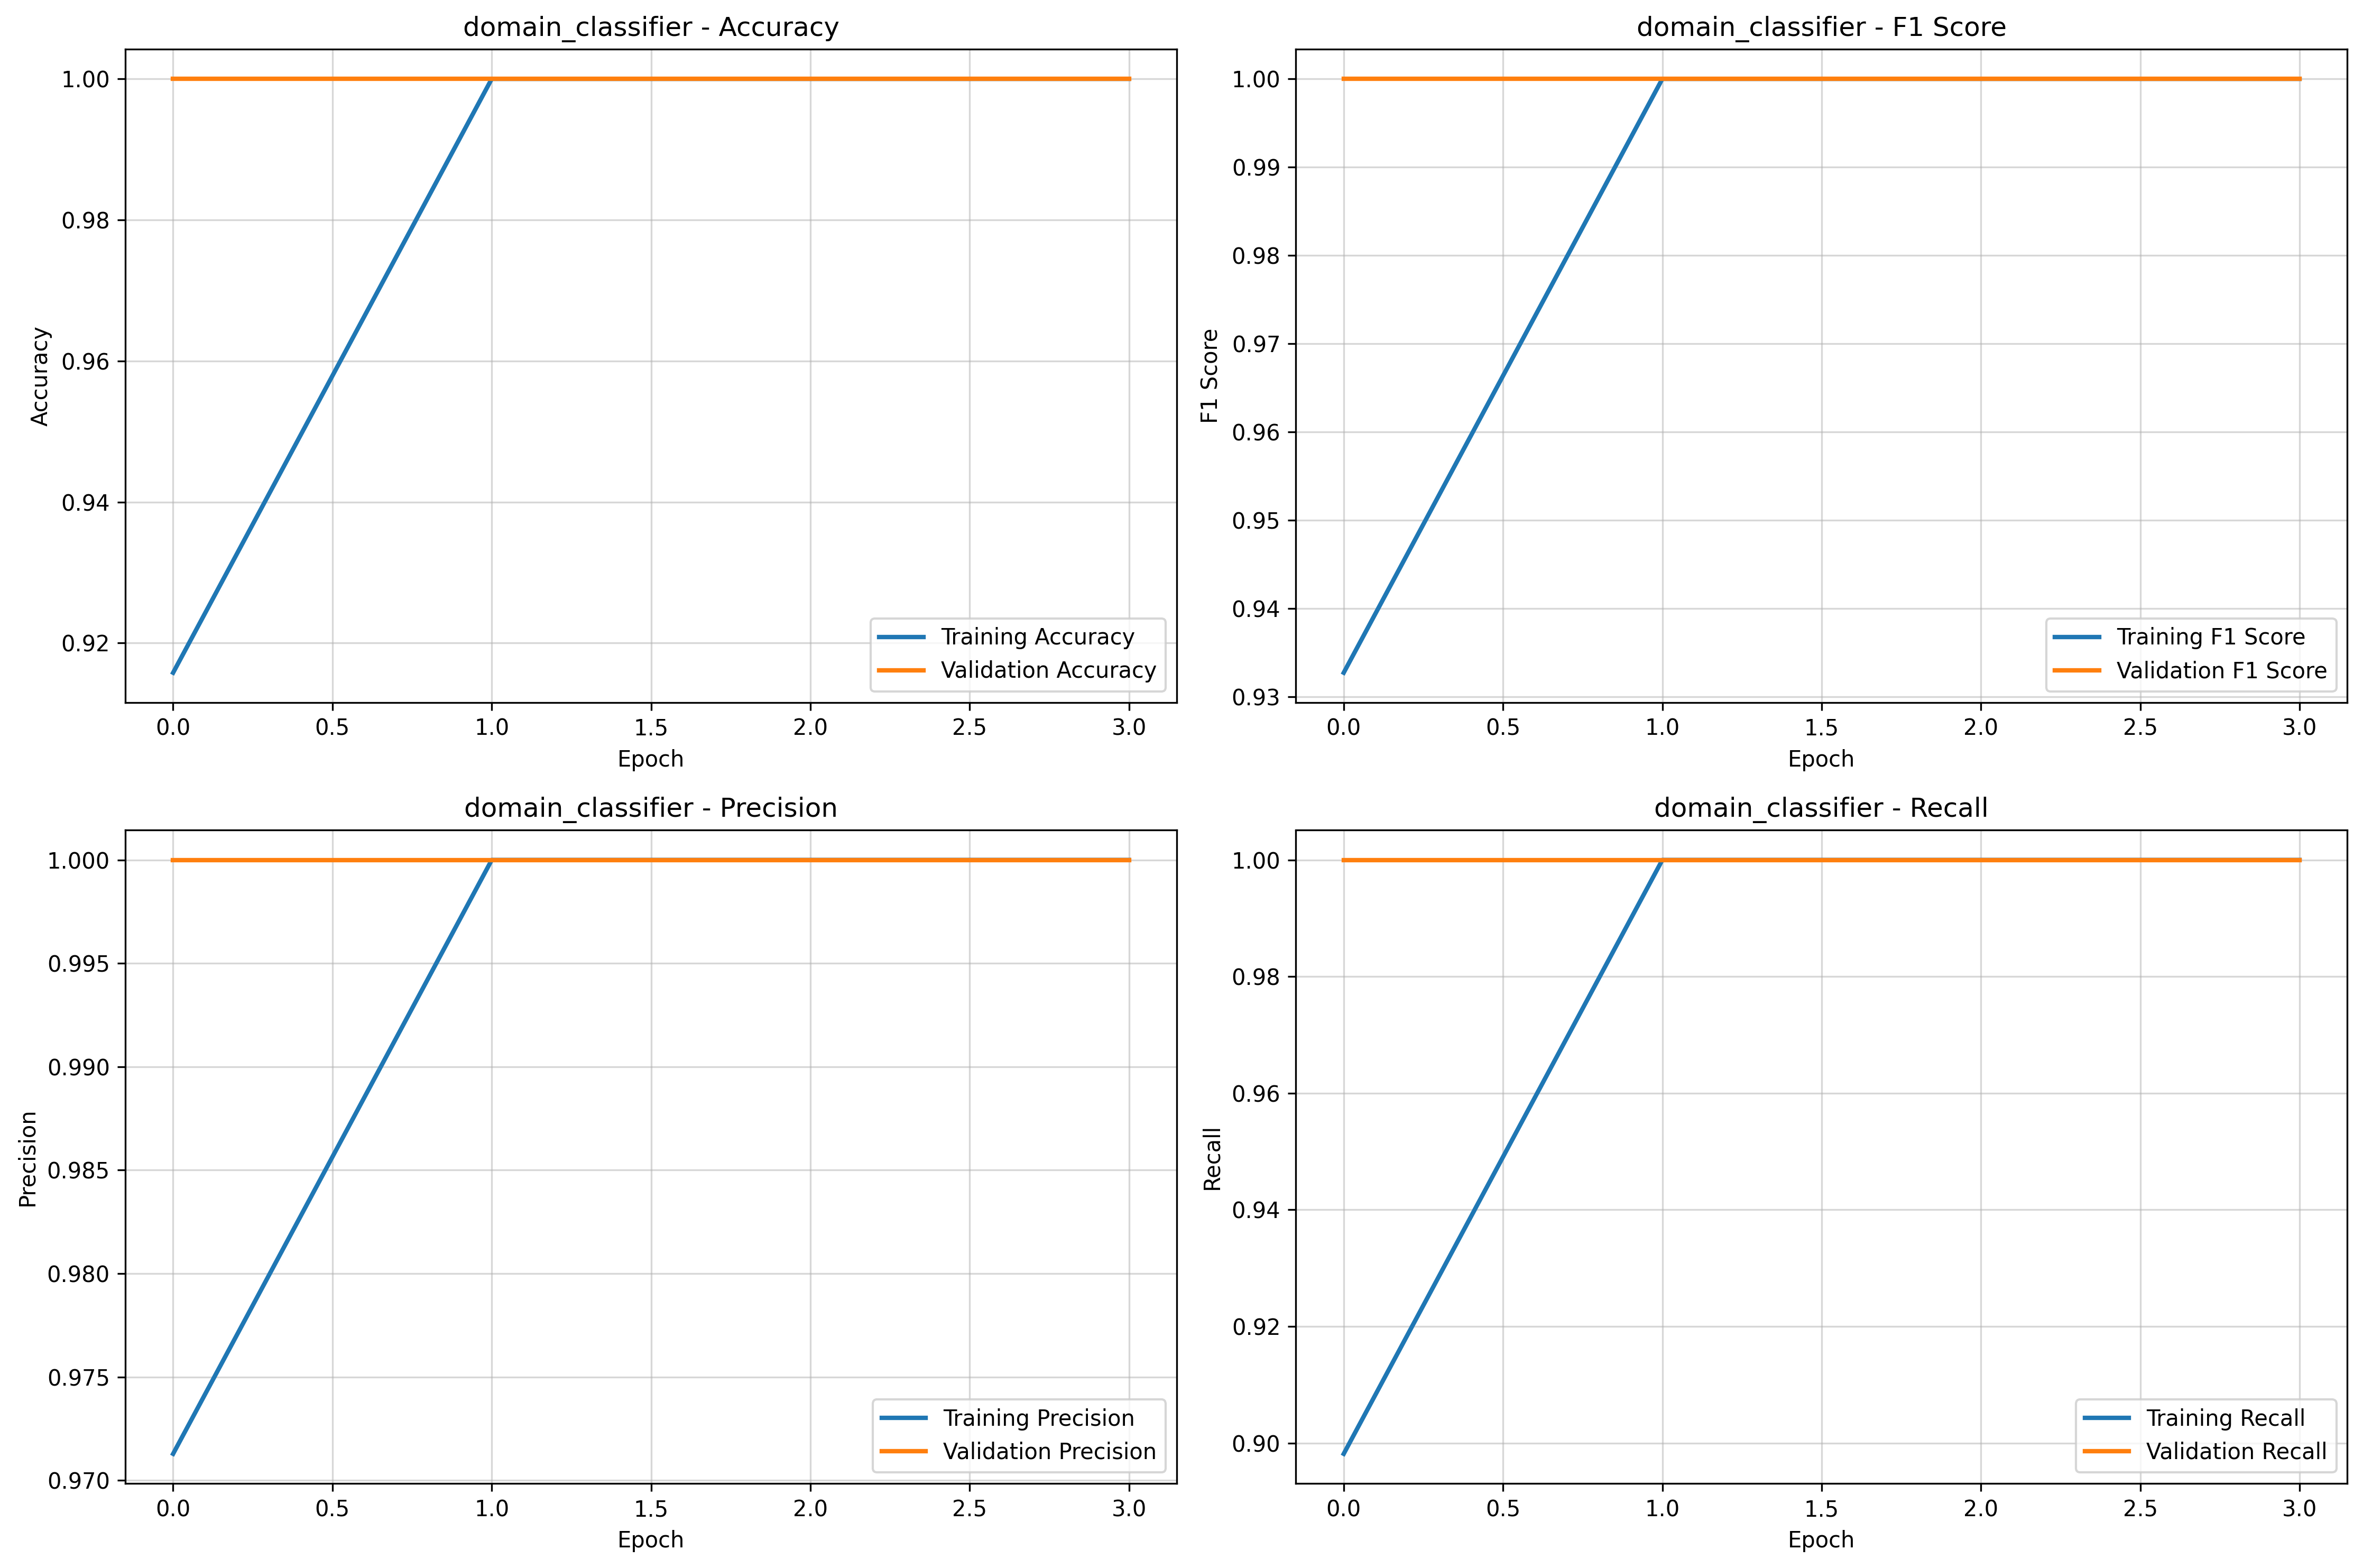 domain_classifier - Accuracy
1.00
0.98
0.96
0.94
0.92
Accuracy
Training Accuracy
Validation Accuracy
0.0 0.5 1.0 1.5 2.0 2.5 3.0
Epoch
domain_classifier - F1 Score
1.00
0.99
0.98
0.97
0.96
0.95
0.94
0.93
F1 Score
Training F1 Score
Validation F1 Score
0.0 0.5 1.0 1.5 2.0 2.5 3.0
Epoch
domain_classifier - Precision
1.000
0.995
0.990
0.985
0.980
0.975
0.970
Precision
Training Precision
Validation Precision
0.0 0.5 1.0 1.5 2.0 2.5 3.0
Epoch
domain_classifier - Recall
1.00
0.98
0.96
0.94
0.92
0.90
Recall
Training Recall
Validation Recall
0.0 0.5 1.0 1.5 2.0 2.5 3.0
Epoch